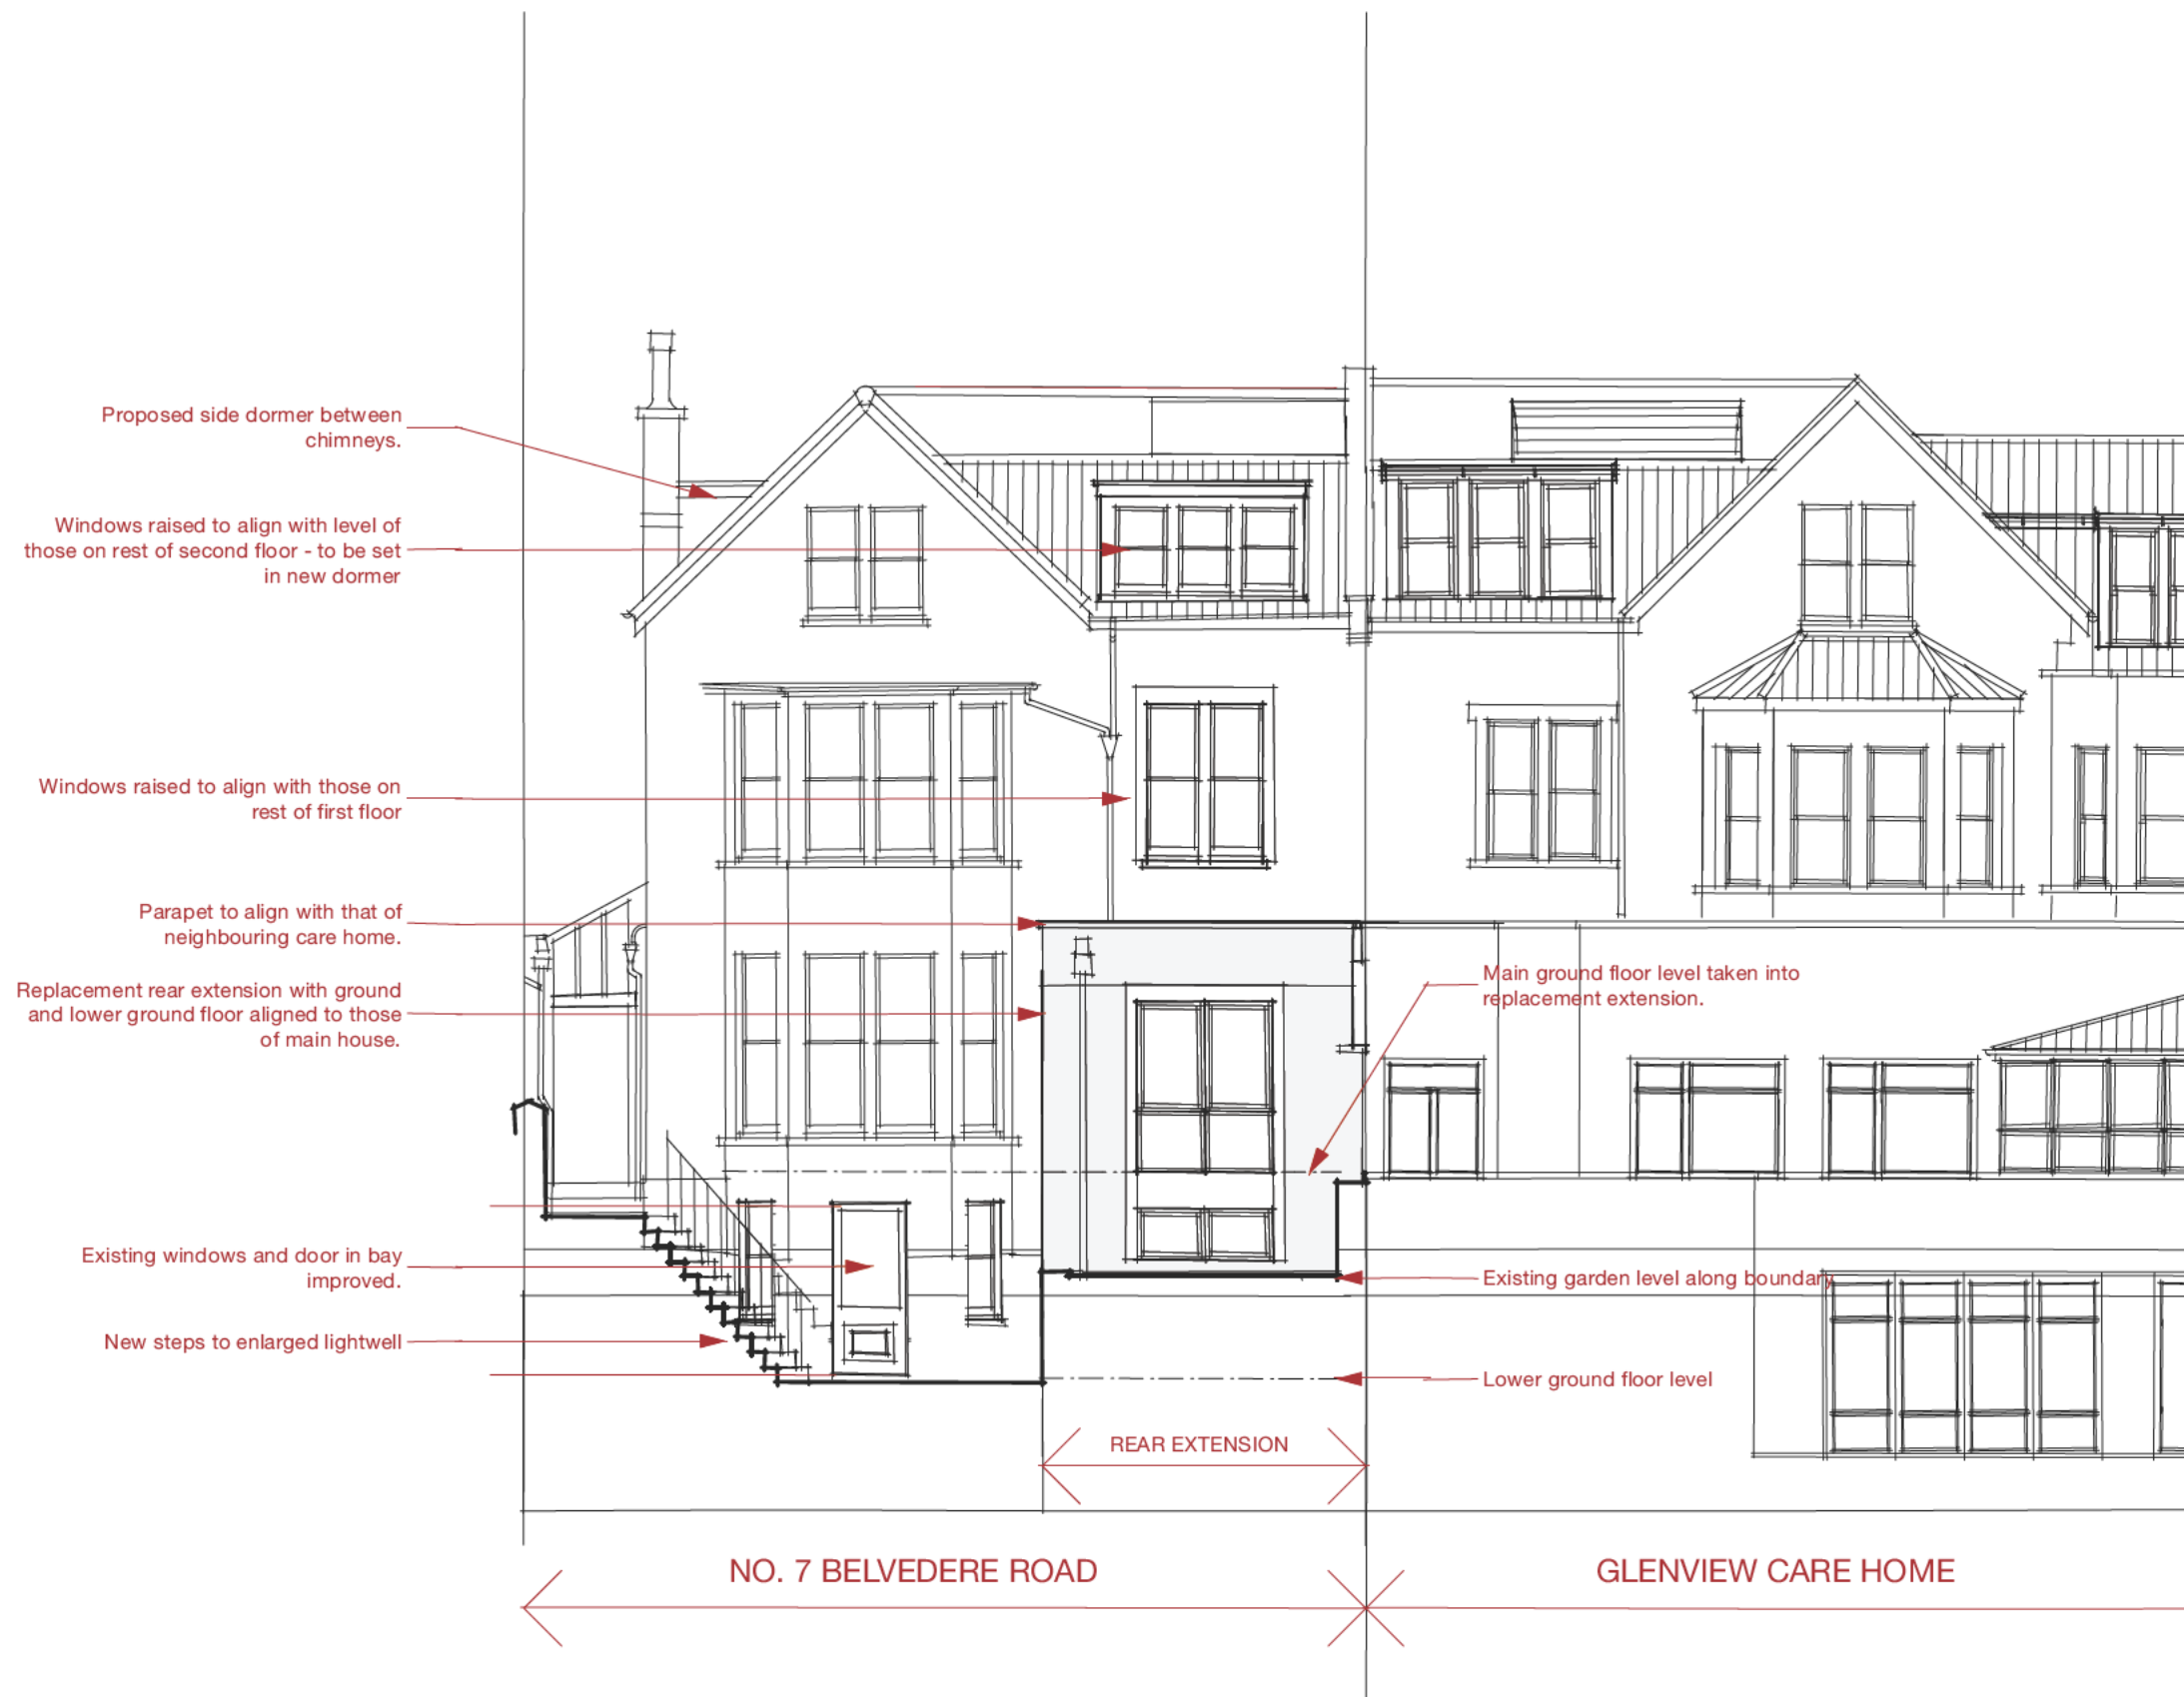 Proposed side dormer between
chimneys.
Windows raised to align with level of
those on rest of second floor - to be set
in new dormer
Windows raised to align with those on
rest of first floor
Parapet to align with that of
neighbouring care home.
Replacement rear extension with ground
and lower ground floor aligned to those
of main house.
Main ground floor level taken into
replacement extension.
Existing windows and door in bay
improved.
Existing garden level along boundary
New steps to enlarged lightwell
Lower ground floor level
REAR EXTENSION
NO. 7 BELVEDERE ROAD
GLENVIEW CARE HOME